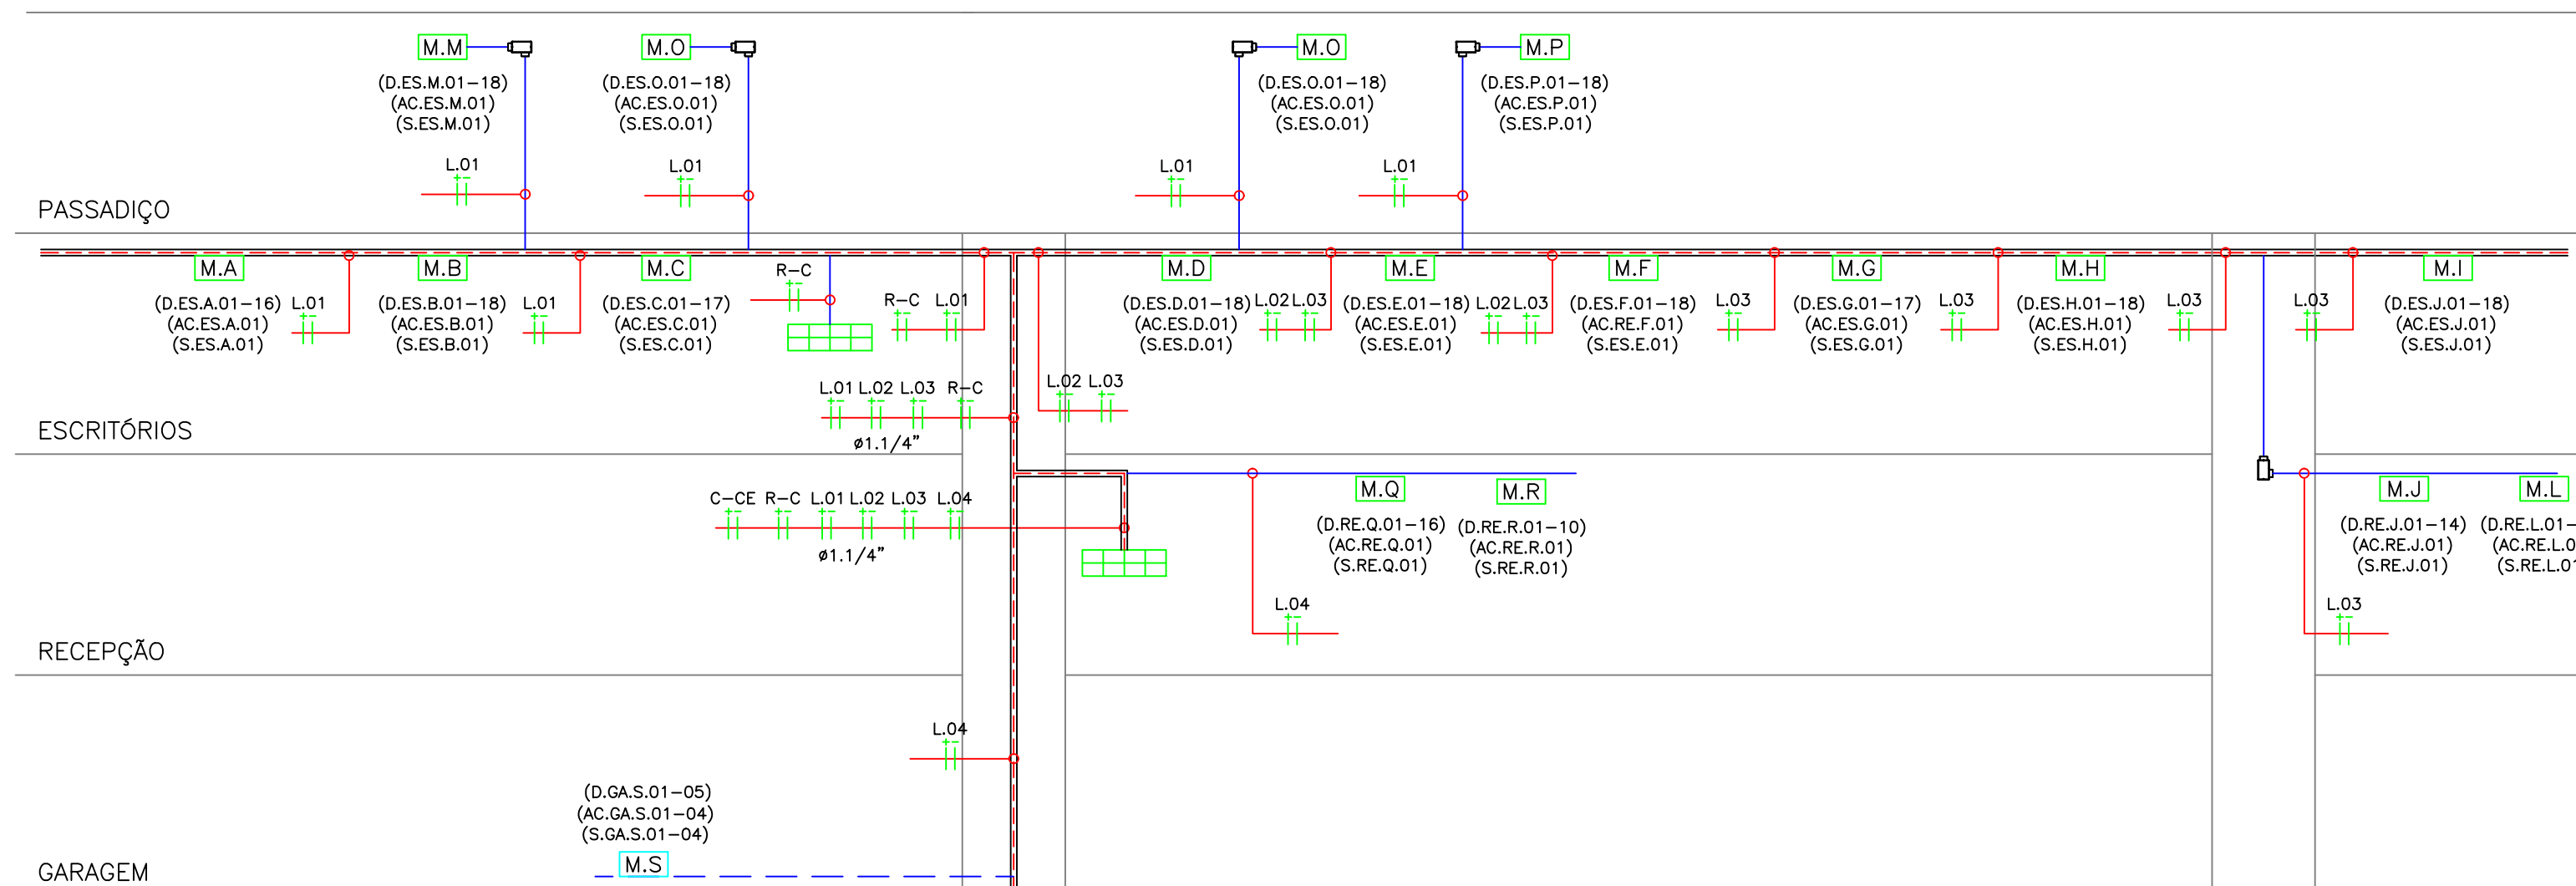 M.M
M.O
M.O
M.P
(D.ES.M.01-18)
(AC.ES.M.01)
(S.ES.M.01)
(D.ES.O.01-18)
(AC.ES.O.01)
(S.ES.O.01)
(D.ES.O.01-18)
(AC.ES.O.01)
(S.ES.O.01)
(D.ES.P.01-18)
(AC.ES.P.01)
(S.ES.P.01)
L.01
L.01
L.01
L.01
PASSADIÇO
M.A
(D.ES.A.01-16)
(AC.ES.A.01)
(S.ES.A.01)
L.01
M.B
(D.ES.B.01-18)
(AC.ES.B.01)
(S.ES.B.01)
L.01
M.C
(D.ES.C.01-17)
(AC.ES.C.01)
(S.ES.C.01)
R-C
R-C L.01
M.D
(D.ES.D.01-18)
(AC.ES.D.01)
(S.ES.D.01)
L.02 L.03
M.E
(D.ES.E.01-18)
(AC.ES.E.01)
(S.ES.E.01)
L.02 L.03
M.F
(D.ES.F.01-18)
(AC.RE.F.01)
(S.ES.E.01)
L.03
M.G
(D.ES.G.01-17)
(AC.ES.G.01)
(S.ES.G.01)
L.03
M.H
(D.ES.H.01-18)
(AC.ES.H.01)
(S.ES.H.01)
L.03
L.03
M.I
(D.ES.J.01-18)
(AC.ES.J.01)
(S.ES.J.01)
L.01 L.02 L.03 R-C
ø1.1/4"
L.02 L.03
ESCRITÓRIOS
C-CE R-C L.01 L.02 L.03 L.04
ø1.1/4"
M.Q
(D.RE.Q.01-16)
(AC.RE.Q.01)
(S.RE.Q.01)
M.R
(D.RE.R.01-10)
(AC.RE.R.01)
(S.RE.R.01)
M.J
(D.RE.J.01-14)
(AC.RE.J.01)
(S.RE.J.01)
M.L
(D.RE.L.01-
(AC.RE.L.0
(S.RE.L.01
L.04
L.03
RECEPÇÃO
L.04
(D.GA.S.01-05)
(AC.GA.S.01-04)
(S.GA.S.01-04)
M.S
GARAGEM